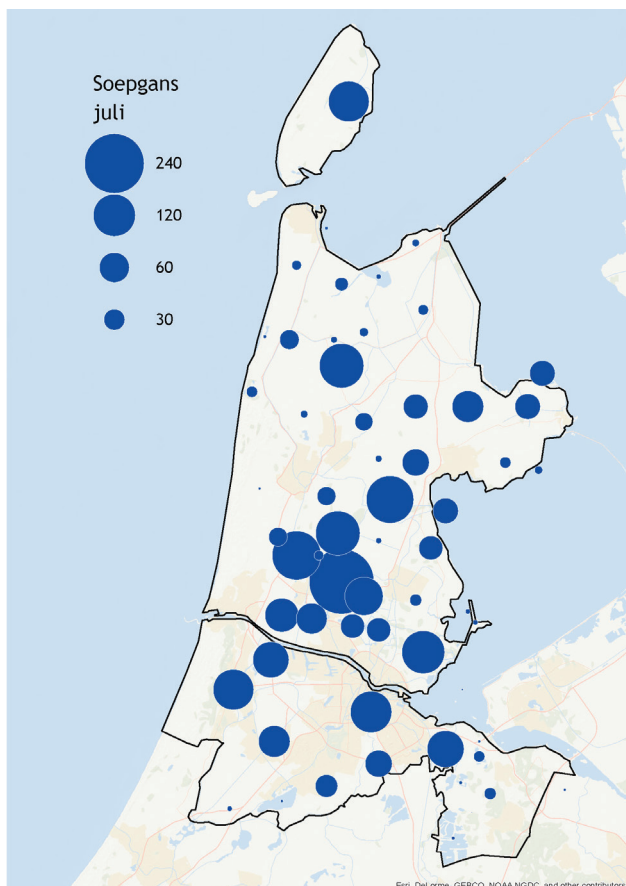 Soepgans
juli
240
120
60
30
Esri, DeLorme, GEBCO, NOAA NGDC, and other contributors